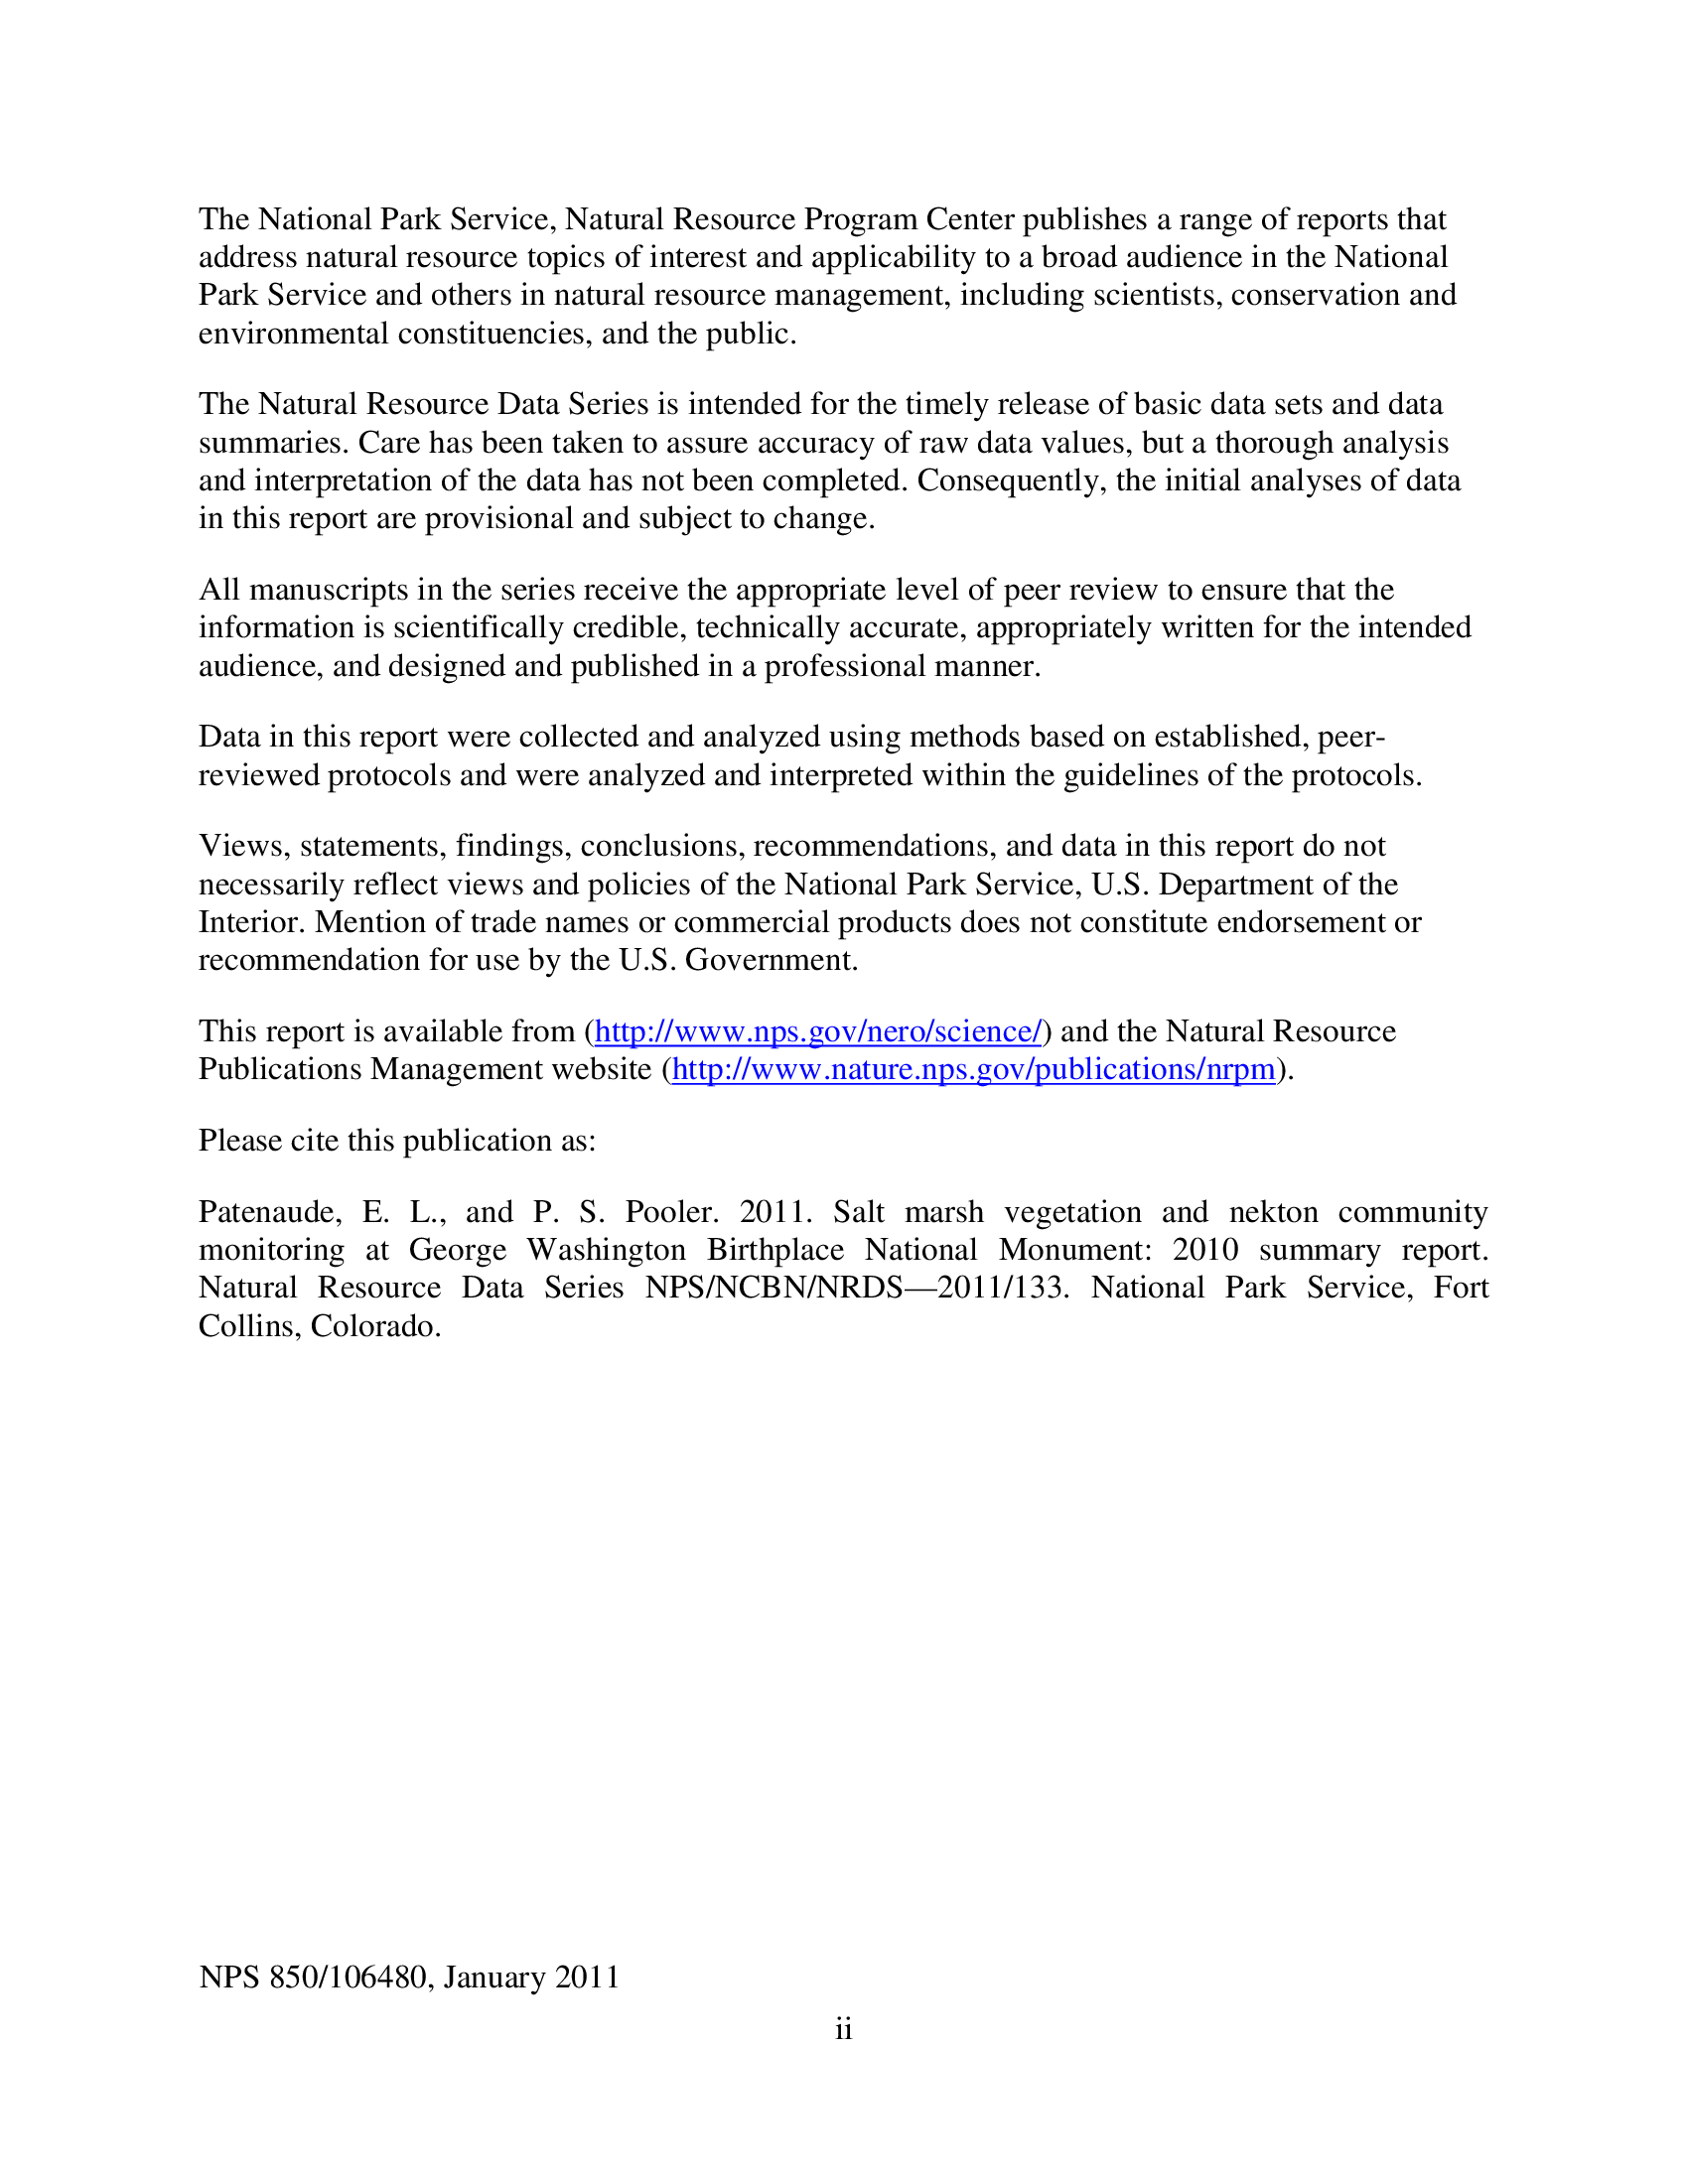 The National Park Service, Natural Resource Program Center publishes a range of reports that
address natural resource topics of interest and applicability to a broad audience in the National
Park Service and others in natural resource management, including scientists, conservation and
environmental constituencies, and the public.
The Natural Resource Data Series is intended for the timely release of basic data sets and data
summaries. Care has been taken to assure accuracy of raw data values, but a thorough analysis
and interpretation of the data has not been completed. Consequently, the initial analyses of data
in this report are provisional and subject to change.
All manuscripts in the series receive the appropriate level of peer review to ensure that the
information is scientifically credible, technically accurate, appropriately written for the intended
audience, and designed and published in a professional manner.
Data in this report were collected and analyzed using methods based on established, peer-
reviewed protocols and were analyzed and interpreted within the guidelines of the protocols.
Views, statements, findings, conclusions, recommendations, and data in this report do not
necessarily reflect views and policies of the National Park Service, U.S. Department of the
Interior. Mention of trade names or commercial products does not constitute endorsement or
recommendation for use by the U.S. Government.
This report is available from (http://www.nps.gov/nero/science/) and the Natural Resource
Publications Management website (http://www.nature.nps.gov/publications/nrpm).
Please cite this publication as:
Patenaude, E. L., and P. S. Pooler. 2011. Salt marsh vegetation and nekton community
monitoring at George Washington Birthplace National Monument: 2010 summary report.
Natural Resource Data Series NPS/NCBN/NRDS—2011/133. National Park Service, Fort
Collins, Colorado.
NPS 850/106480, January 2011
ii